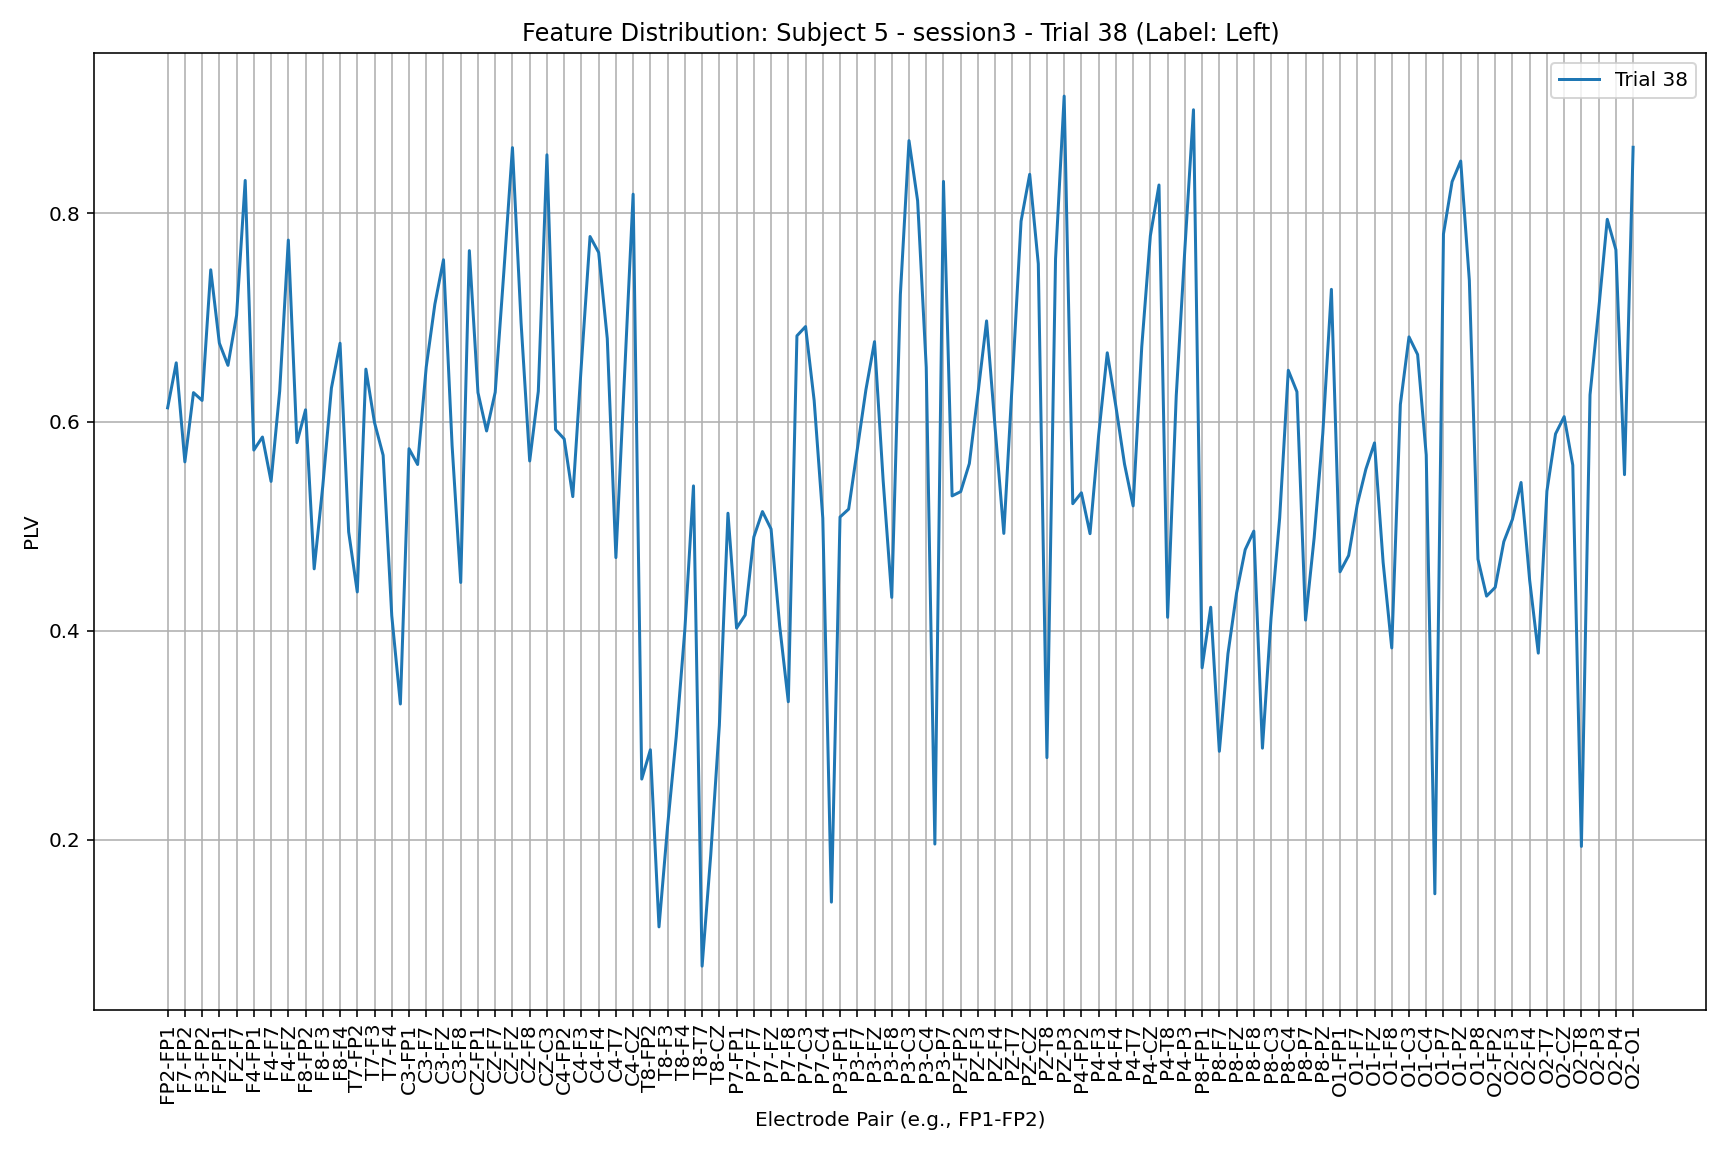 Feature Distribution: Subject 5 - session3 - Trial 38 (Label: Left)
Trial 38
PLV
0.8
0.6
0.4
0.2
FP2-FP1
F7-FP2
F3-FP2
FZ-FP1
FZ-F7
F4-FP1
F4-F7
F4-FZ
F8-FP2
F8-F3
F8-F4
T7-FP2
T7-F3
T7-F4
C3-FP1
C3-F7
C3-FZ
C3-F8
CZ-FP1
CZ-F7
CZ-FZ
CZ-F8
CZ-C3
C4-FP2
C4-F3
C4-F4
C4-T7
C4-CZ
T8-FP2
T8-F3
T8-F4
T8-T7
T8-CZ
P7-FP1
P7-F7
P7-FZ
P7-F8
P7-C3
P7-C4
P3-FP1
P3-F7
P3-FZ
P3-F8
P3-C3
P3-C4
P3-P7
PZ-FP2
PZ-F3
PZ-F4
PZ-T7
PZ-CZ
PZ-T8
PZ-P3
P4-FP2
P4-F3
P4-F4
P4-T7
P4-CZ
P4-T8
P4-P3
P8-FP1
P8-F7
P8-FZ
P8-F8
P8-C3
P8-C4
P8-P7
P8-PZ
O1-FP1
O1-F7
O1-FZ
O1-F8
O1-C3
O1-C4
O1-P7
O1-PZ
O1-P8
O2-FP2
O2-F3
O2-F4
O2-T7
O2-CZ
O2-T8
O2-P3
O2-P4
O2-O1
Electrode Pair (e.g., FP1-FP2)